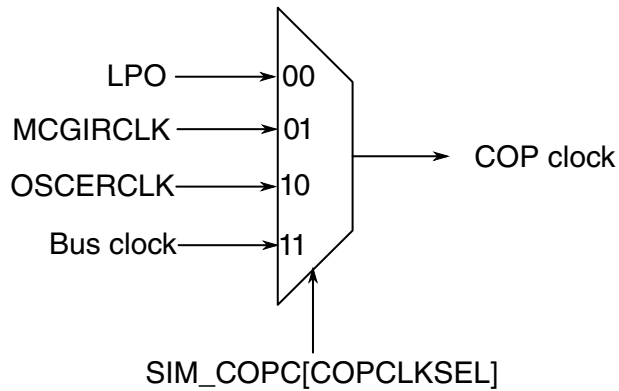 LPO
00
MCGIRCLK
01
COP clock
OSCERCLK
10
Bus clock
11
SIM_COPC[COPCLKSEL]